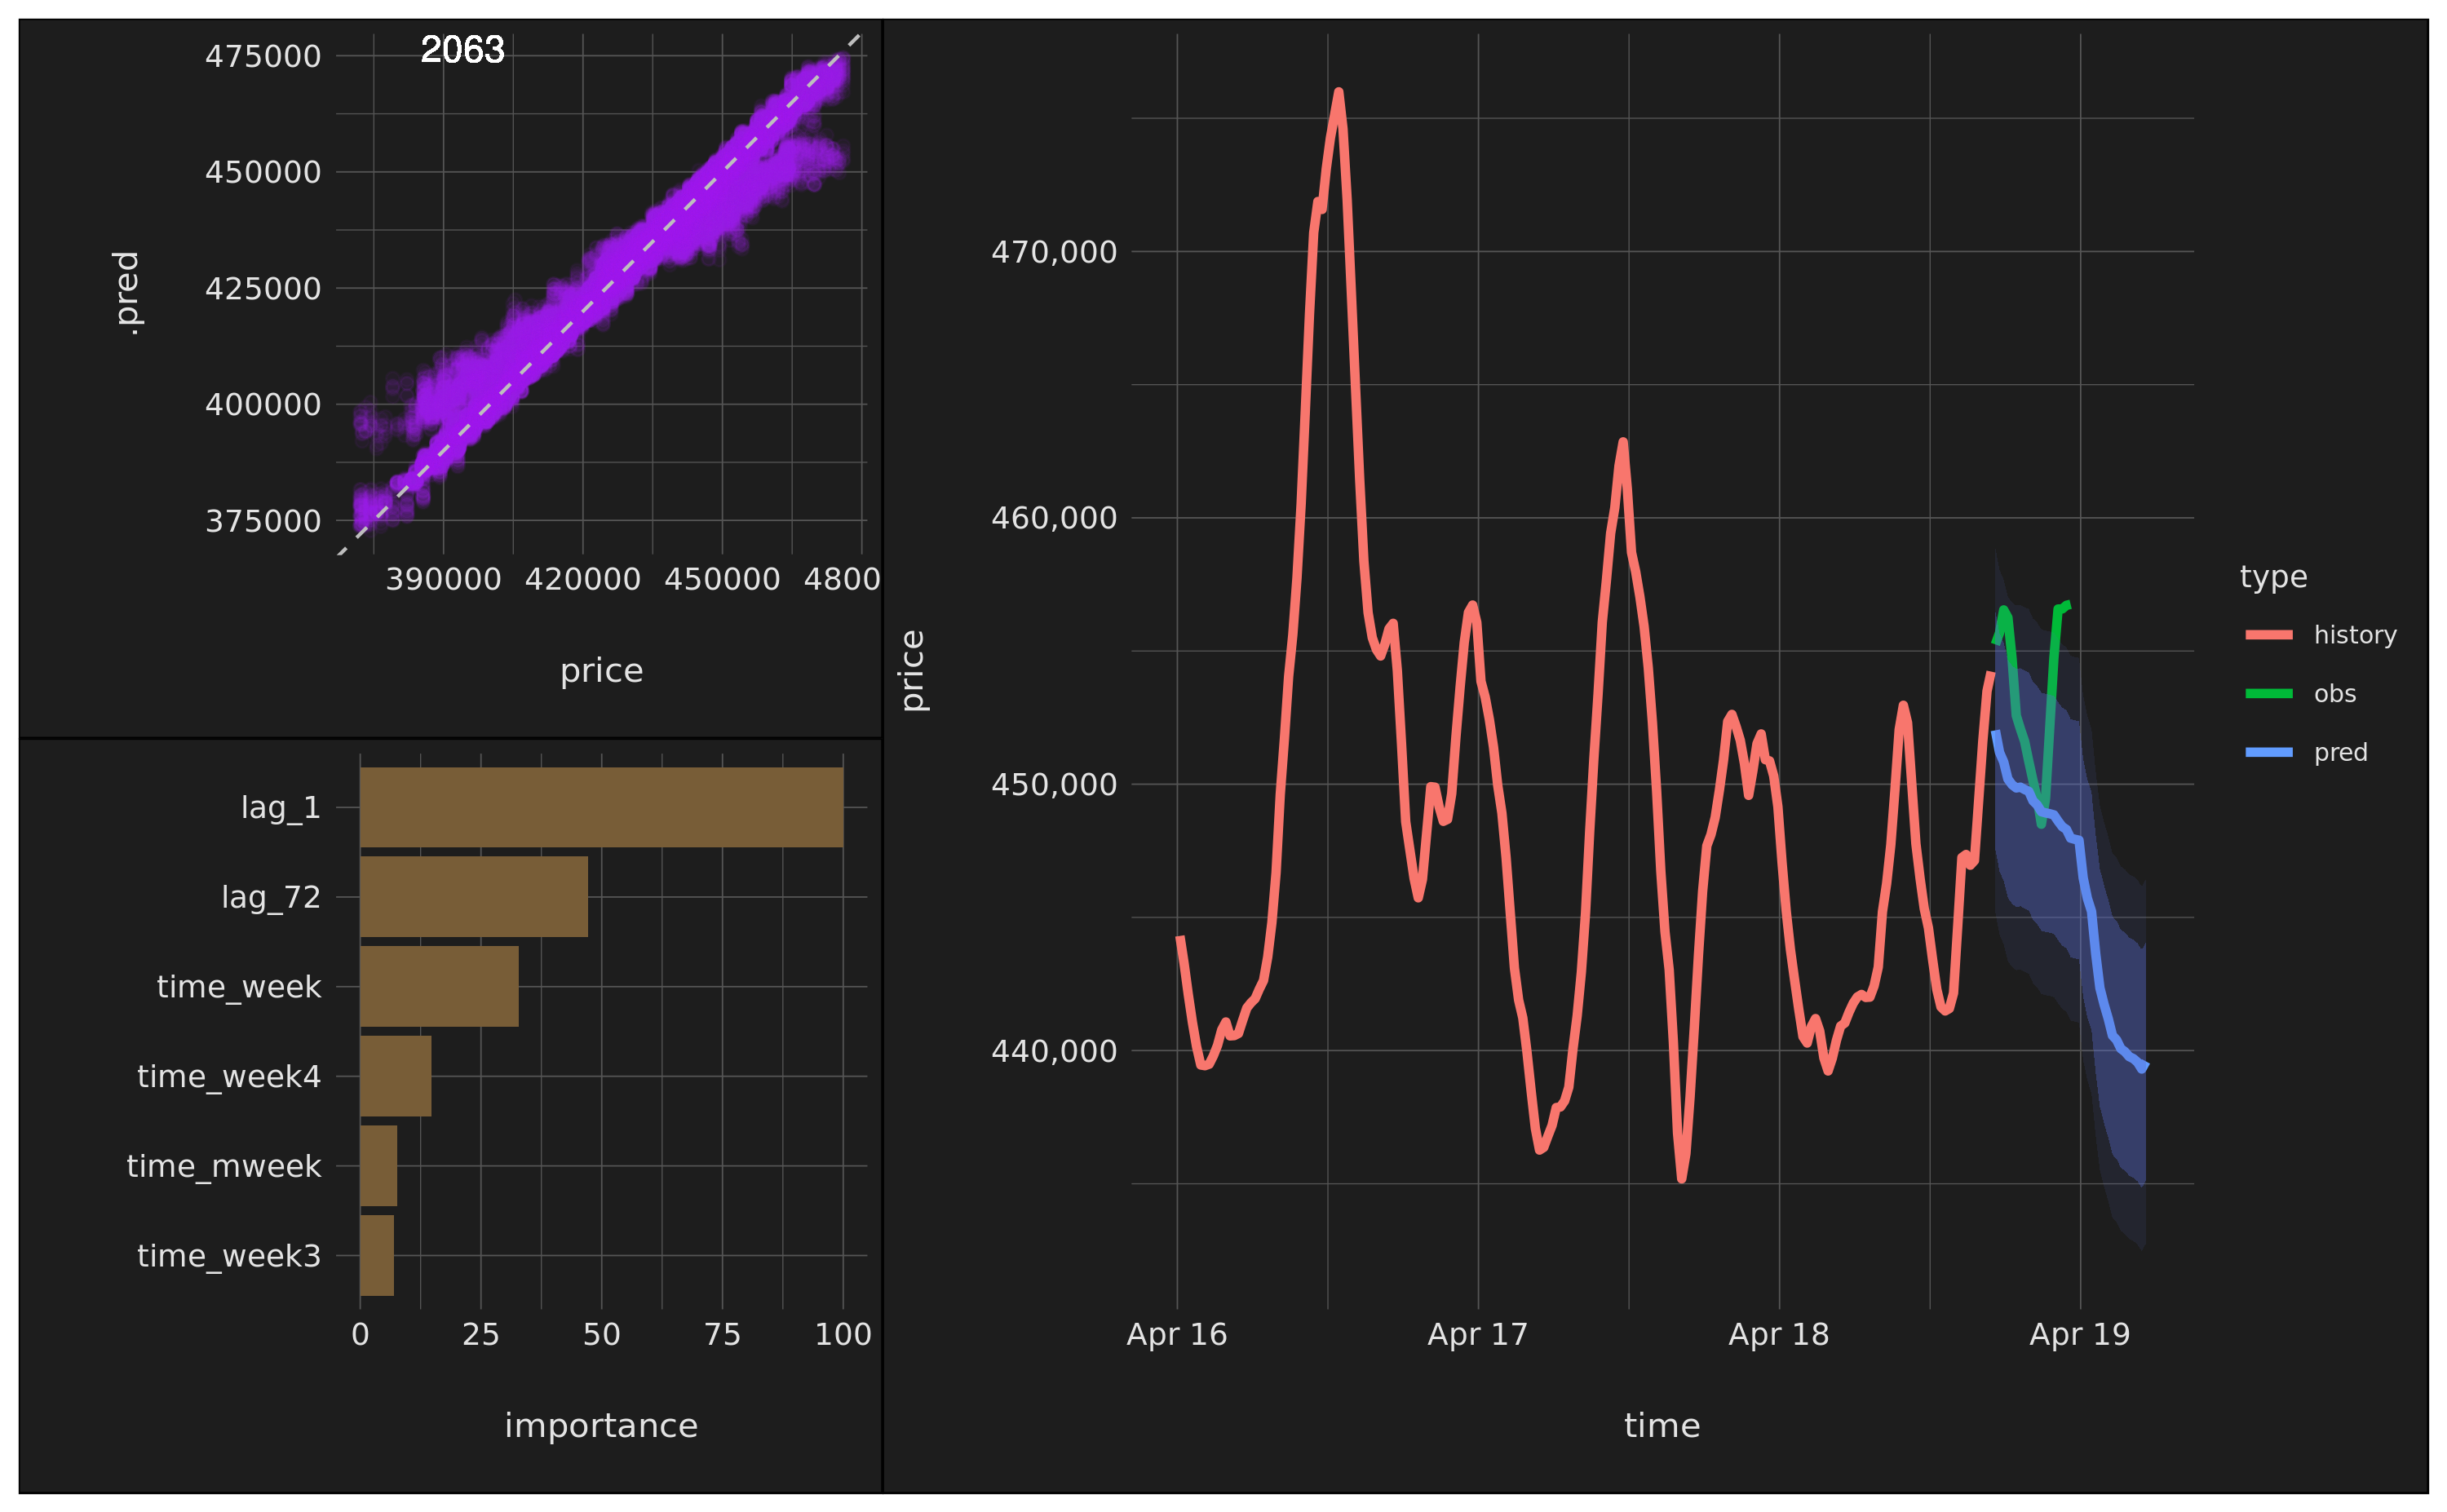 2063
475000
450000
425000
400000
375000
.pred
390000 420000 450000 4800
price
lag_1
lag_72
time_week
time_week4
time_mweek
time_week3
0 25 50 75 100
importance
470,000
460,000
450,000
440,000
price
Apr 16 Apr 17 Apr 18 Apr 19
time
type
history
obs
pred